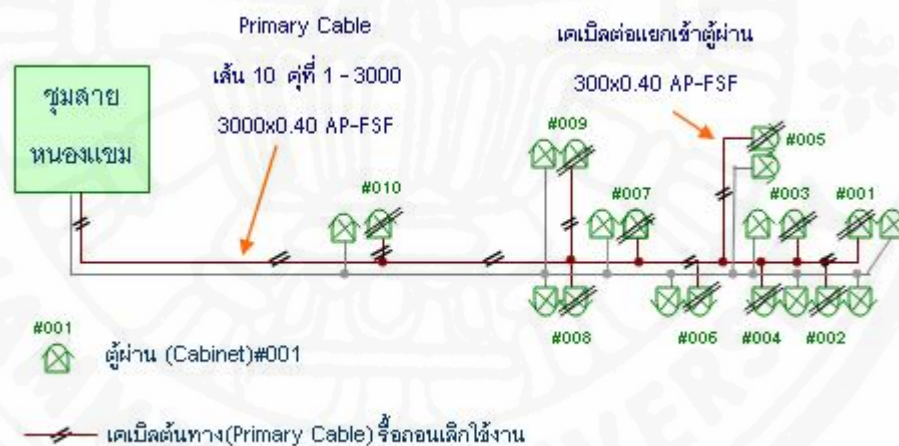 Primary Cable
เส้น 10 คู่ที่ 1 - 3000
3000x0.40 AP-FSF
เคเบิลต่อแยกเข้าตู้ผ่าน
300x0.40 AP-FSF
ชุมสาย
หนองแขม
#009
#005
#010
#007
#003
#001
#008
#006
#004
#002
#001
ตู้ผ่าน (Cabinet)#001
เคเบิลต้นทาง(Primary Cable) รื้อถอนเลิกใช้งาน